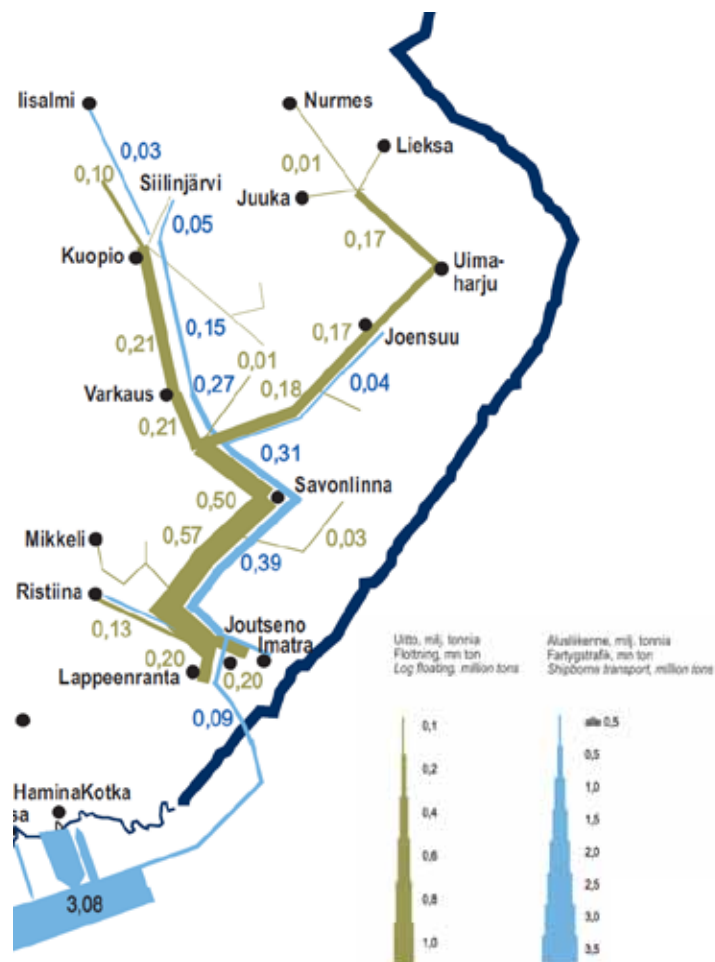 Iisalmi
Nurmes
0,03
Lieksa
0,10
Siilinjärvi
0,01
Juuka
0,05
0,17
Kuopio
Uima-
harju
0,15
0,21
0,17
Joensuu
0,01
0,27
0,04
Varkaus
0,18
0,21
0,31
0,50
Savonlinna
0,57
0,03
Mikkeli
0,39
Ristiina
0,13
Joutseno
Imatra
0,20
0,20
Lappeenranta
0,09
Uitto, milj. tonnia
Flottning, mn ton
Log floating, million tons
0,1
0,2
0,4
0,6
0,8
1,0
Alusliikenne, milj. tonnia
Fartygstrafik, mn ton
Shipborne transport, million tons
alle 0,5
0,5
1,0
1,5
2,0
2,5
3,0
3,5
HaminaKotka
sa
3,08